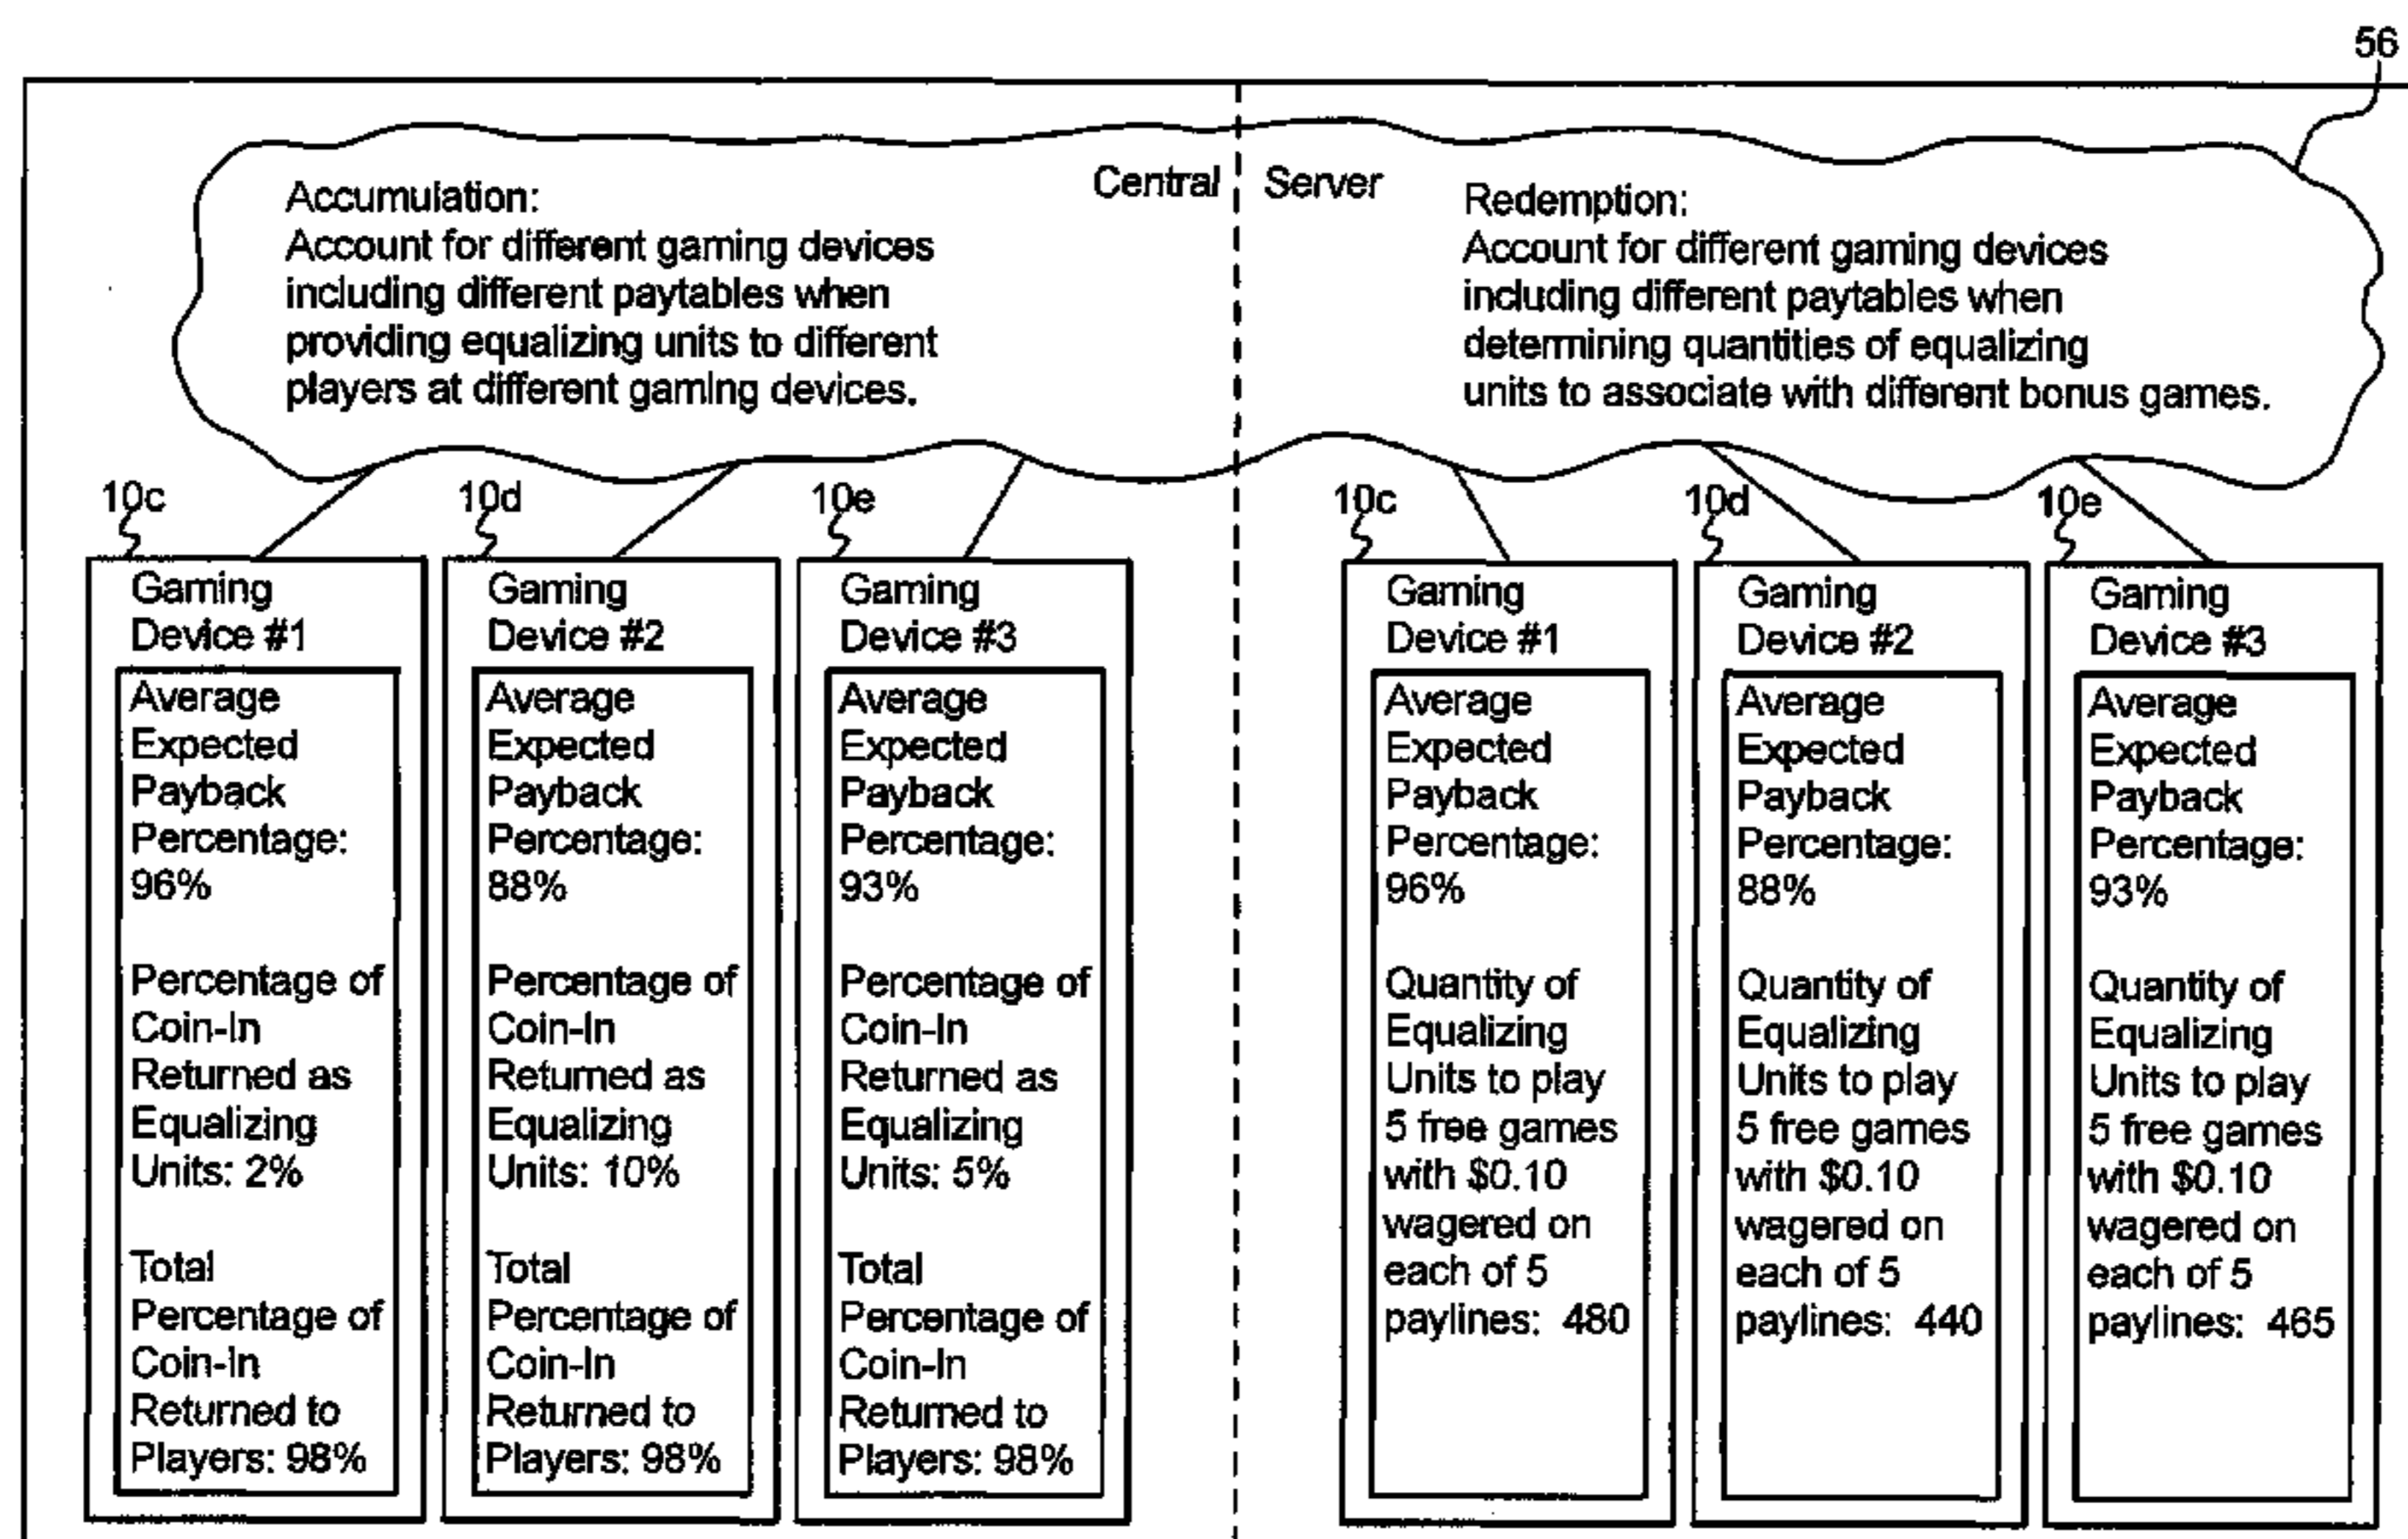 56
Central Server
Accumulation:
Account for different gaming devices
including different paytables when
providing equalizing units to different
players at different gaming devices.
Redemption:
Account for different gaming devices
including different paytables when
determining quantities of equalizing
units to associate with different bonus games.
10c
Gaming
Device #1
Average
Expected
Payback
Percentage:
96%
Percentage of
Coin-In
Returned as
Equalizing
Units: 2%
Total
Percentage of
Coin-In
Returned to
Players: 98%
10d
Gaming
Device #2
Average
Expected
Payback
Percentage:
88%
Percentage of
Coin-In
Returned as
Equalizing
Units: 10%
Total
Percentage of
Coin-In
Returned to
Players: 98%
10e
Gaming
Device #3
Average
Expected
Payback
Percentage:
93%
Percentage of
Coin-In
Returned as
Equalizing
Units: 5%
Total
Percentage of
Coin-In
Returned to
Players: 98%
10c
Gaming
Device #1
Average
Expected
Payback
Percentage:
96%
Quantity of
Equalizing
Units to play
5 free games
with $0.10
wagered on
each of 5
paylines: 480
10d
Gaming
Device #2
Average
Expected
Payback
Percentage:
88%
Quantity of
Equalizing
Units to play
5 free games
with $0.10
wagered on
each of 5
paylines: 440
10e
Gaming
Device #3
Average
Expected
Payback
Percentage:
93%
Quantity of
Equalizing
Units to play
5 free games
with $0.10
wagered on
each of 5
paylines: 465